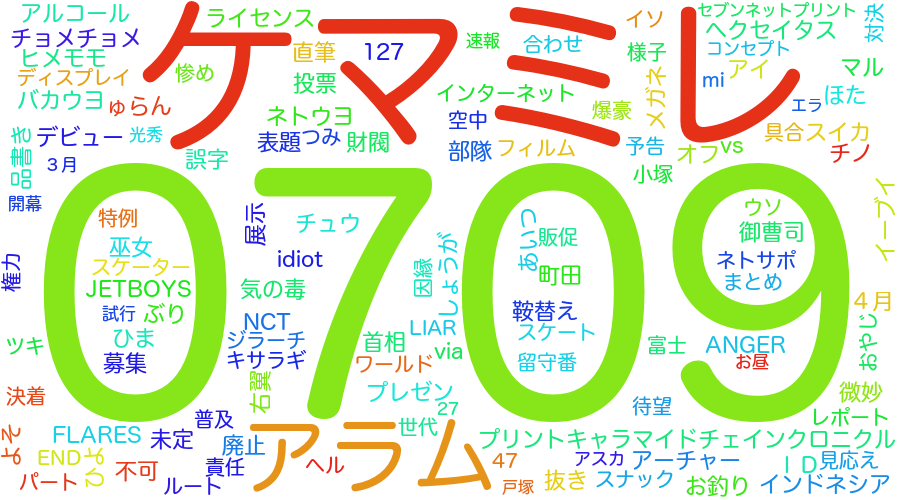 アルコール
ライセンス
ケマミレ
イソ
セブンネットプリント
ヘクセイタス
対決
チョメチョメ
直筆
127
速報
合わせ
様子
コンセプト
ヒメモモ
ディスプレイ
惨め
投票
インターネット
メガネ
mi
アイ
マル
バカウヨ
ゅらん
ネトウヨ
空中
爆豪
エラ
ほた
品書き
デビュー
光秀
表題
つみ
財閥
部隊
フィルム
予告
オフ
vs
具合
スイカ
チノ
3月
誤字
小塚
開幕
0709
特例
展示
チュウ
あいつ
販促
ウソ
御曹司
イーブイ
巫女
idiot
因縁
しょうが
町田
ネトサポ
権力
スケーター
JETBOYS
気の毒
まとめ
4月
試行
ぶり
NCT
LIAR
鞍替え
スケート
ひま
ジラーチ
首相
via
ツキ
募集
キサラギ
ワールド
留守番
富士
ANGER
お昼
おやじ
決着
右翼
プレゼン
27
待望
微妙
普及
世代
レポート
よそ
FLARES
未定
廃止
アラム
プリントキャラマイドチェインクロニクル
END
不可
責任
ヘル
47
アスカ
アーチャー
ID
見応え
パート
ルート
戸塚
抜き
スナック
お釣り
インドネシア